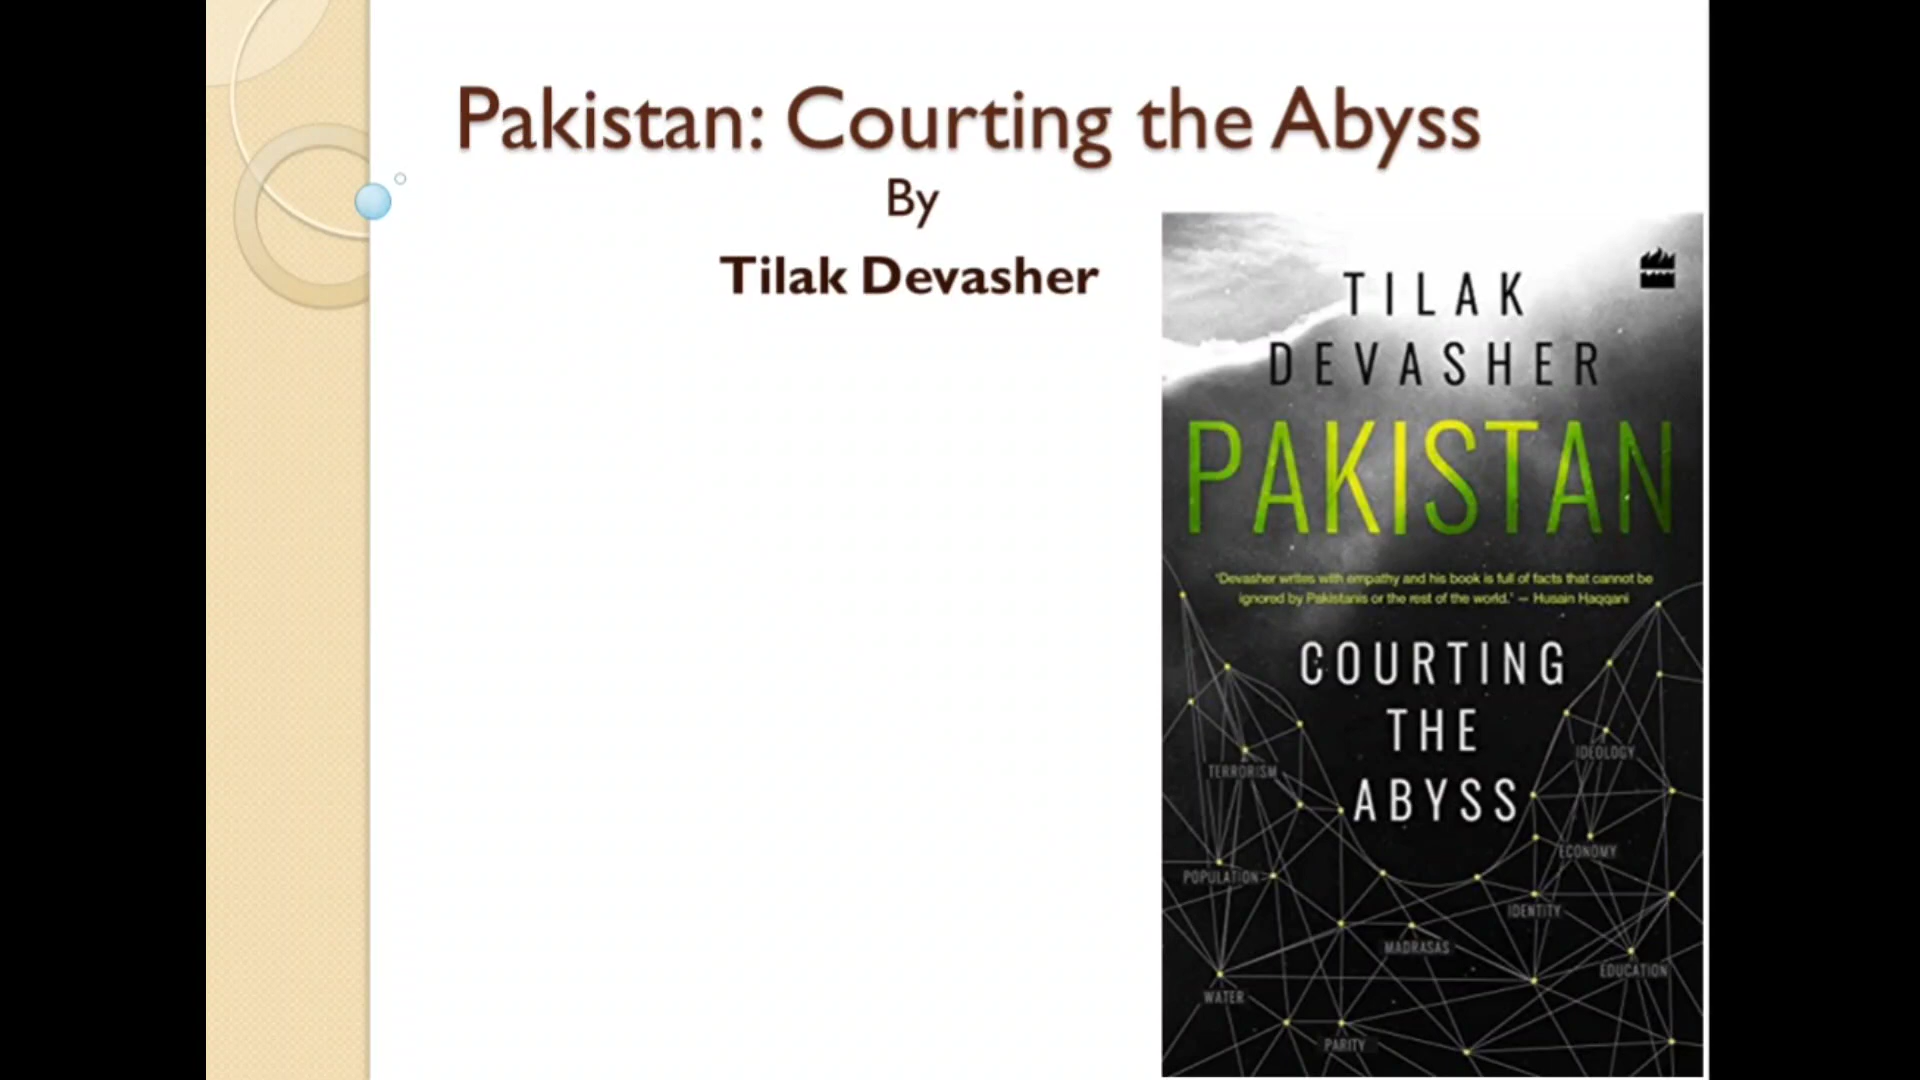 Pakistan: Courting the Abyss
By
Tilak Devasher
TILAK
DEVASHER
PAKISTAN
'Devasher writes with empathy and his book is full of facts that cannot be
ignored by Pakistanis or the rest of the world.' — Husain Haqqani
COURTING
THE
ABYSS
IDEOLOGY
TERRORISM
ECONOMY
POPULATION
IDENTITY
MADRASAS
EDUCATION
WATER
PARITY